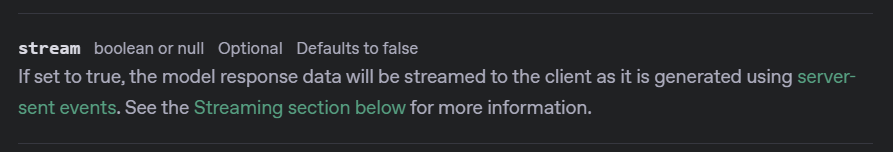 stream boolean or null Optional Defaults to false
If set to true, the model response data will be streamed to the client as it is generated using server-
sent events. See the Streaming section below for more information.